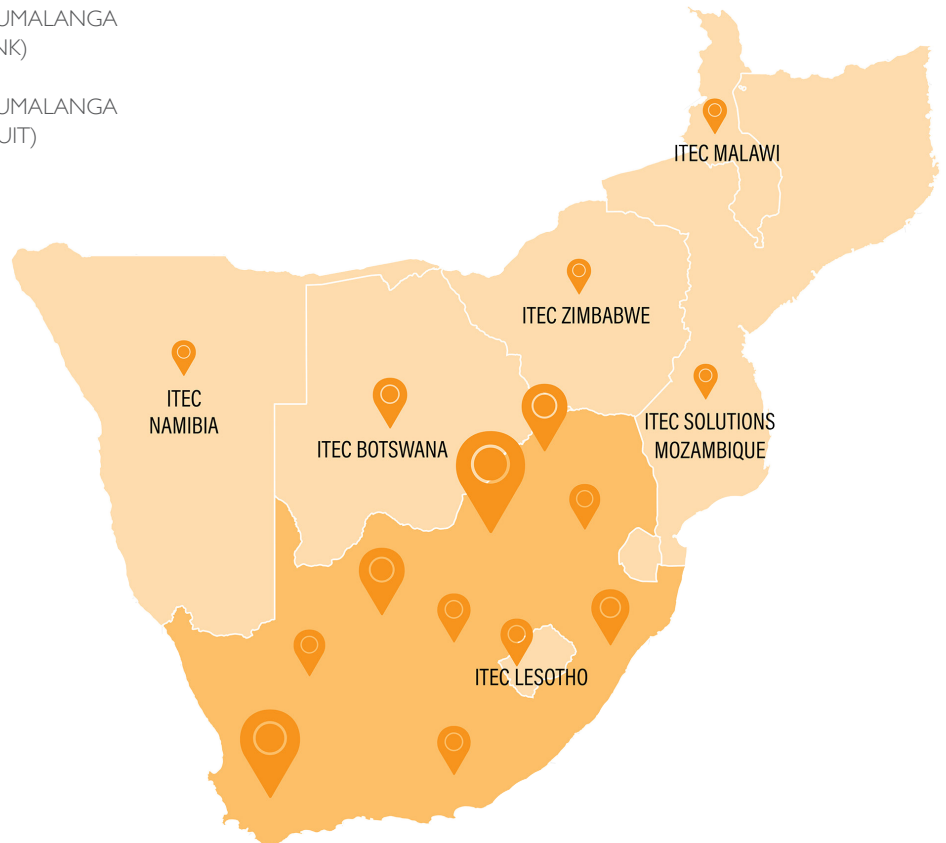 UMALANGA
NK)
UMALANGA
UIT)
ITEC MALAWI
ITEC ZIMBABWE
ITEC
NAMIBIA
ITEC BOTSWANA
ITEC SOLUTIONS
MOZAMBIQUE
ITEC LESOTHO